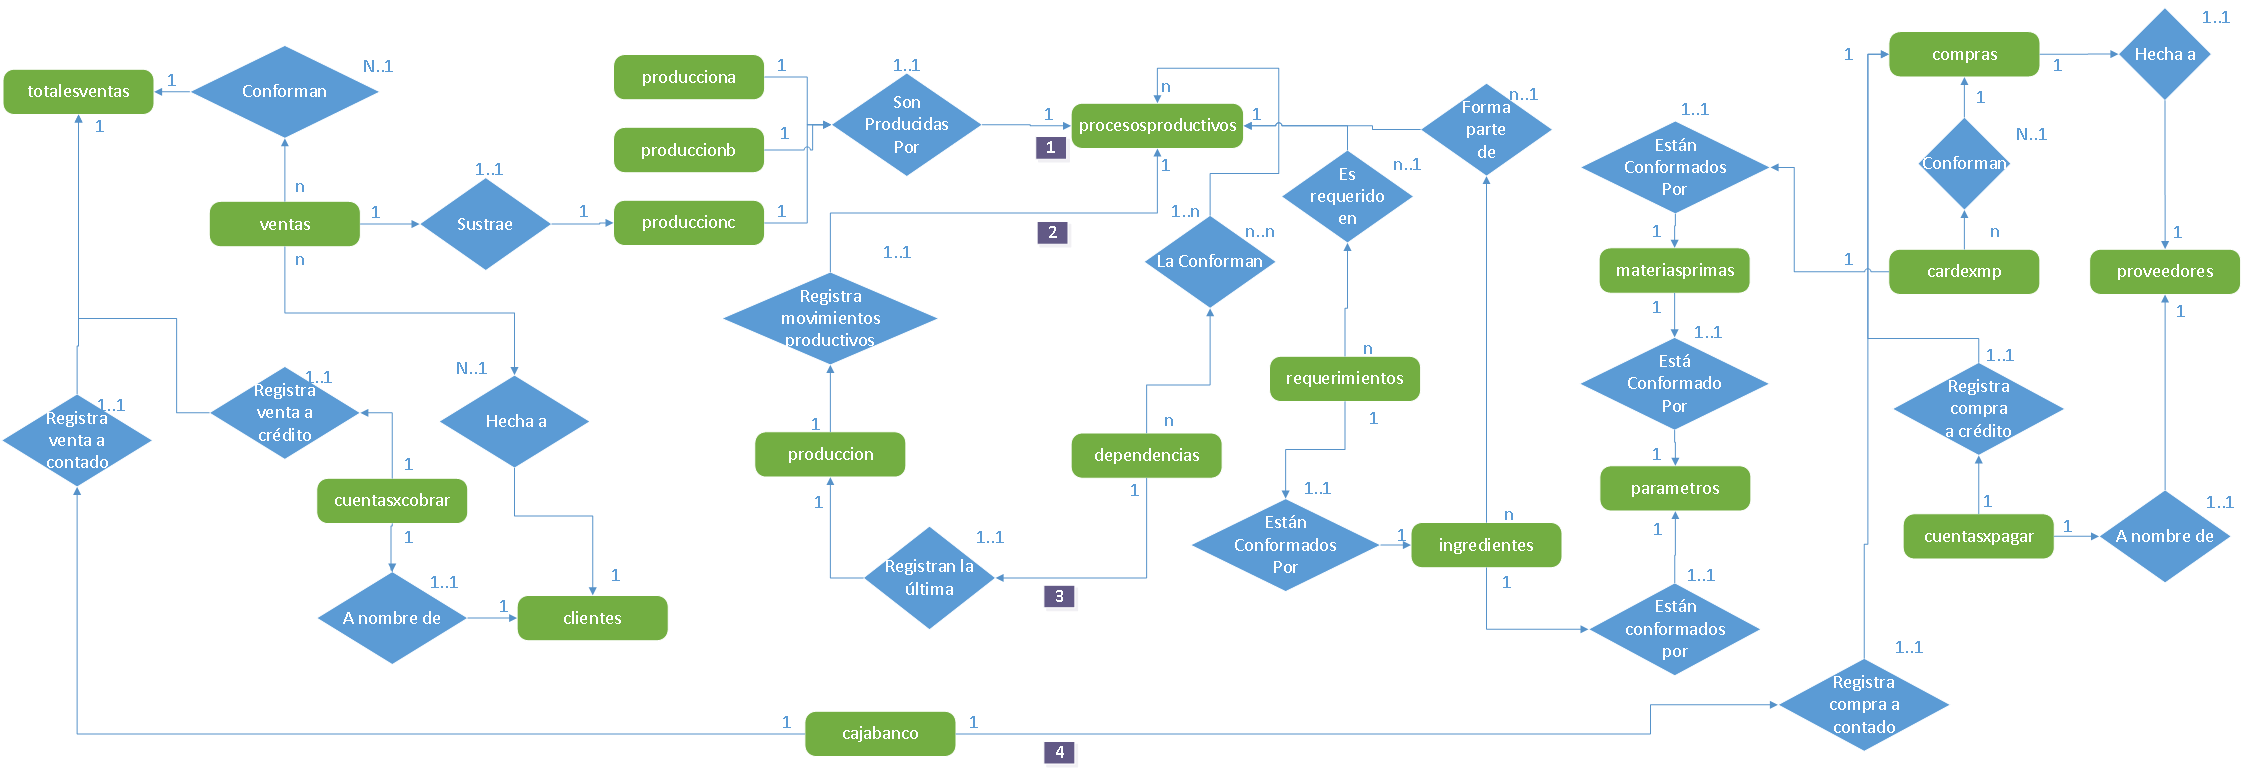 1..1
compras
Hecha a
1
1
N..1
Conforman
totalesventas
1
1
producciona
1
1..1
Son
Producidas
Por
n
1
1
procesosproductivos
Forma
parte
de
n..1
1..1
Están
Conformados
Por
1
N..1
Conforman
produccionb
1
1
1
n
1..1
ventas
1
Sustrae
1
produccionc
1
n
2
1..n
n..n
La Conforman
Es
requerido
en
n..1
1
materiasprimas
1
cardexmp
n
proveedores
1
1
1..1
Registra
movimientos
productivos
1
1..1
Está
Conformado
Por
1
1..1
Registra
compra
a crédito
Registra
venta a
contado
1..1
Registra
venta a
crédito
1..1
N..1
Hecha a
n
requerimientos
1
1
produccion
n
dependencias
1
cuentasxcobrar
1
1
1
parametros
1
1
cuentasxpagar
1
A nombre de
1..1
1..1
Están
Conformados
Por
1
n
ingredientes
1
1..1
Registran la
última
3
1..1
A nombre de
1
1
clientes
1..1
Están
conformados
por
1
cajabanco
1
4
1..1
Registra
compra a
contado